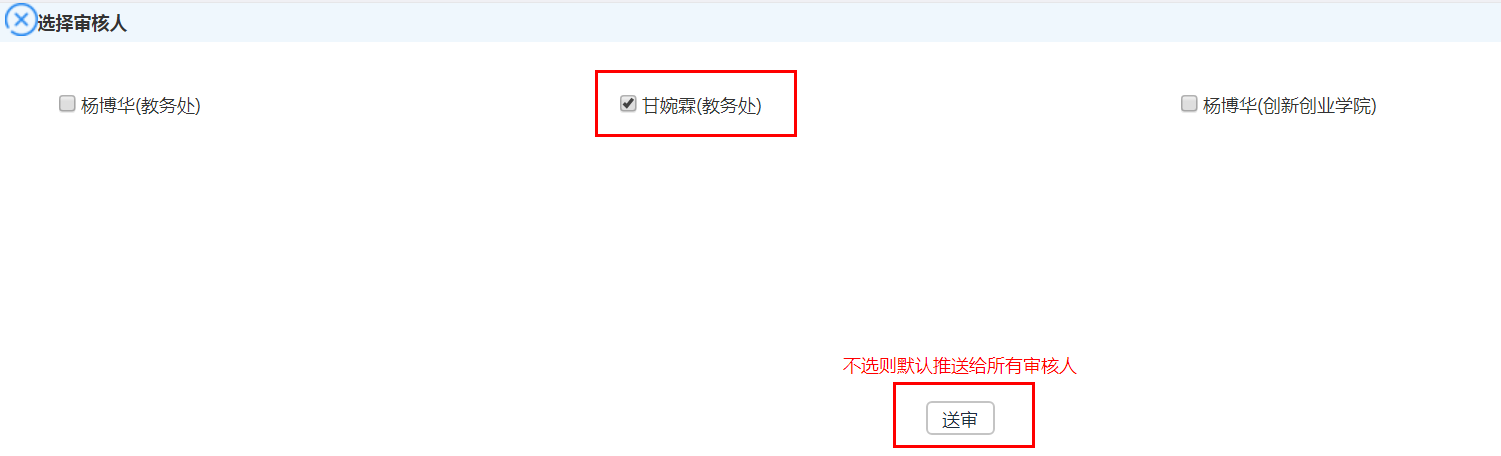 选择审核人
杨博华(教务处)
甘婉霖(教务处)
杨博华(创新创业学院)
不选则默认推送给所有审核人
送审